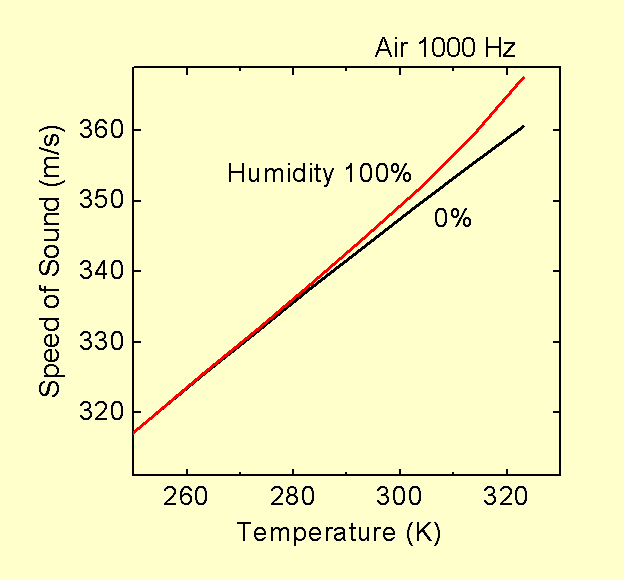 Air 1000 Hz
360
Humidity 100%
350
0%
340
330
320
Speed of Sound (m/s)
260 280 300 320
Temperature (K)